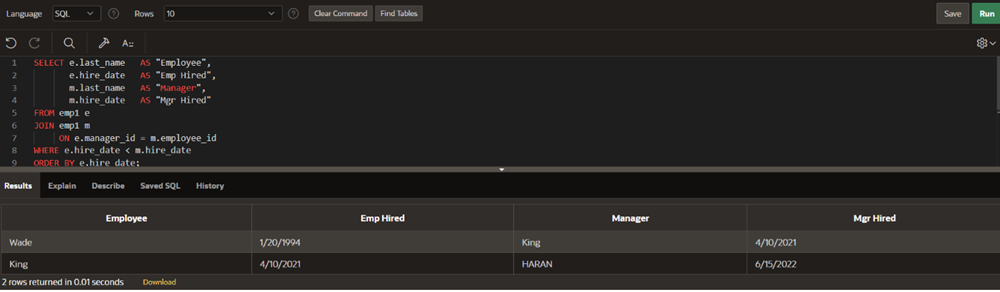 Language SQL Rows 10 Clear Command Find Tables Save Run
A..
1 SELECT e.last_name AS "Employee",
2 e.hire_date AS "Emp Hired",
3 m.last_name AS "Manager",
4 m.hire_date AS "Mgr Hired"
5 FROM emp1 e
6 JOIN emp1 m
7 ON e.manager_id = m.employee_id
8 WHERE e.hire_date < m.hire_date
9 ORDER BY e.hire_date;
Results Explain Describe Saved SQL History
Employee Emp Hired Manager Mgr Hired
Wade 1/20/1994 King 4/10/2021
King 4/10/2021 HARAN 6/15/2022
2 rows returned in 0.01 seconds Download